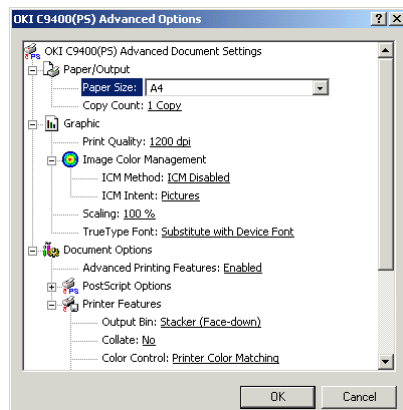 OKI C9400(PS) Advanced Options
OKI C9400(PS) Advanced Document Settings
Paper/Output
Paper Size: A4
Copy Count: 1 Copy
Graphic
Print Quality: 1200 dpi
Image Color Management
ICM Method: ICM Disabled
ICM Intent: Pictures
Scaling: 100 %
TrueType Font: Substitute with Device Font
Document Options
Advanced Printing Features: Enabled
PostScript Options
Printer Features
Output Bin: Stacker (Face-down)
Collate: No
Color Control: Printer Color Matching
OK Cancel